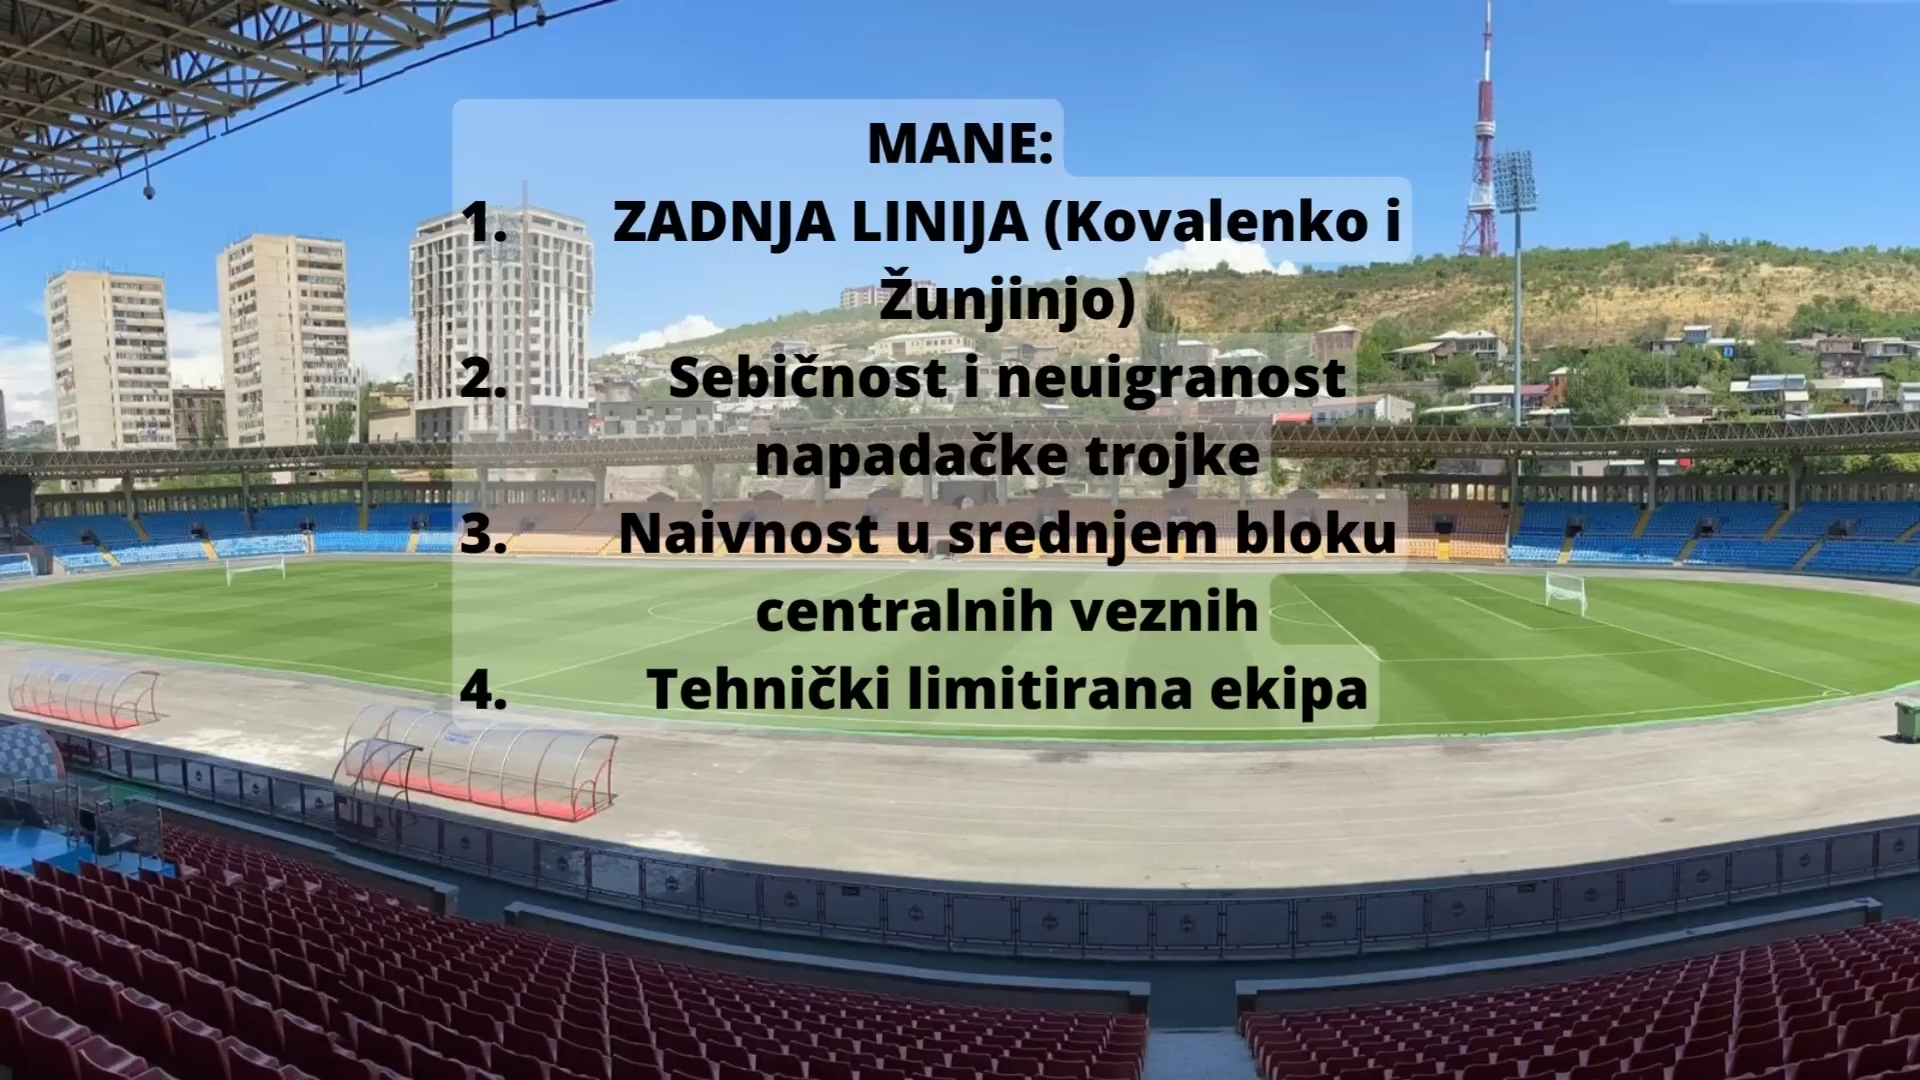 MANE:
1. ZADNJA LINIJA (Kovalenko i
Žunjinjo)
2. Sebičnost i neuigranost
napadačke trojke
3. Naivnost u srednjem bloku
centralnih veznih
4. Tehnički limitirana ekipa